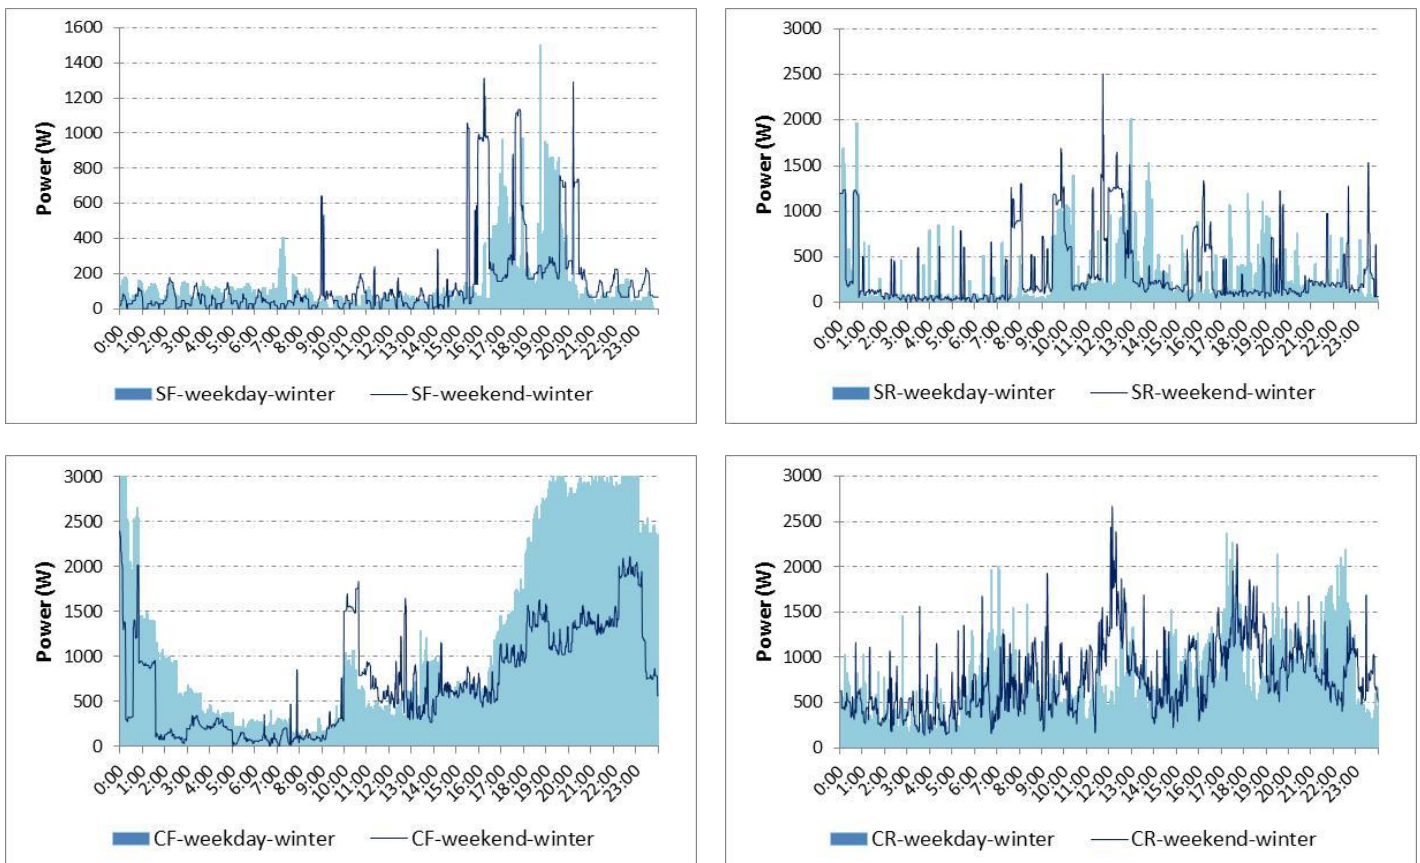 1600
1400
1200
1000
800
600
400
200
0
Power (W)
0:00 1:00 2:00 3:00 4:00 5:00 6:00 7:00 8:00 9:00 10:00 11:00 12:00 13:00 14:00 15:00 16:00 17:00 18:00 19:00 20:00 21:00 22:00 23:00
SF-weekday-winter SF-weekend-winter
3000
2500
2000
1500
1000
500
0
Power (W)
0:00 1:00 2:00 3:00 4:00 5:00 6:00 7:00 8:00 9:00 10:00 11:00 12:00 13:00 14:00 15:00 16:00 17:00 18:00 19:00 20:00 21:00 22:00 23:00
SR-weekday-winter SR-weekend-winter
3000
2500
2000
1500
1000
500
0
Power (W)
0:00 1:00 2:00 3:00 4:00 5:00 6:00 7:00 8:00 9:00 10:00 11:00 12:00 13:00 14:00 15:00 16:00 17:00 18:00 19:00 20:00 21:00 22:00 23:00
CF-weekday-winter CF-weekend-winter
3000
2500
2000
1500
1000
500
0
Power (W)
0:00 1:00 2:00 3:00 4:00 5:00 6:00 7:00 8:00 9:00 10:00 11:00 12:00 13:00 14:00 15:00 16:00 17:00 18:00 19:00 20:00 21:00 22:00 23:00
CR-weekday-winter CR-weekend-winter